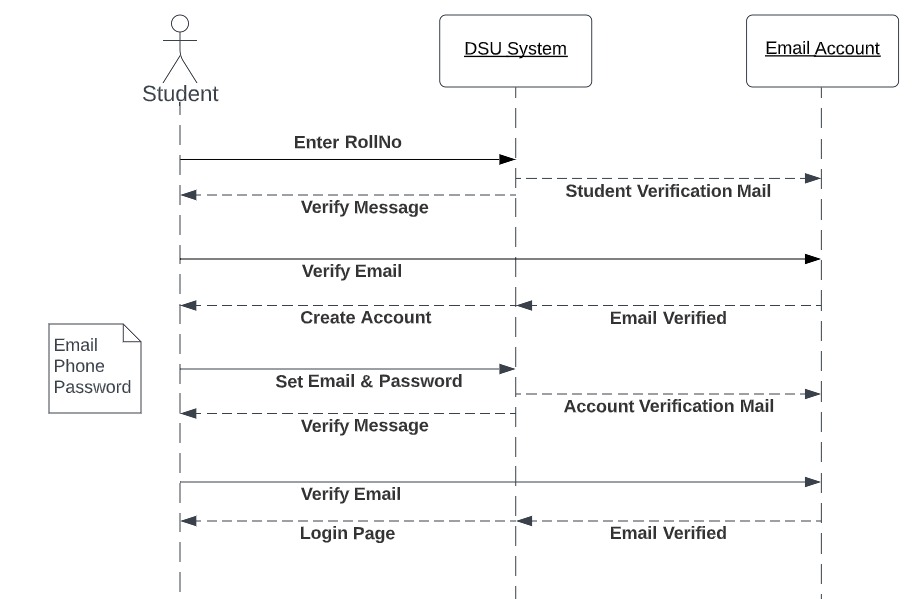 Student
DSU System
Email Account
Enter RollNo
Student Verification Mail
Verify Message
Verify Email
Create Account
Email Verified
Email
Phone
Password
Set Email & Password
Account Verification Mail
Verify Message
Verify Email
Login Page
Email Verified